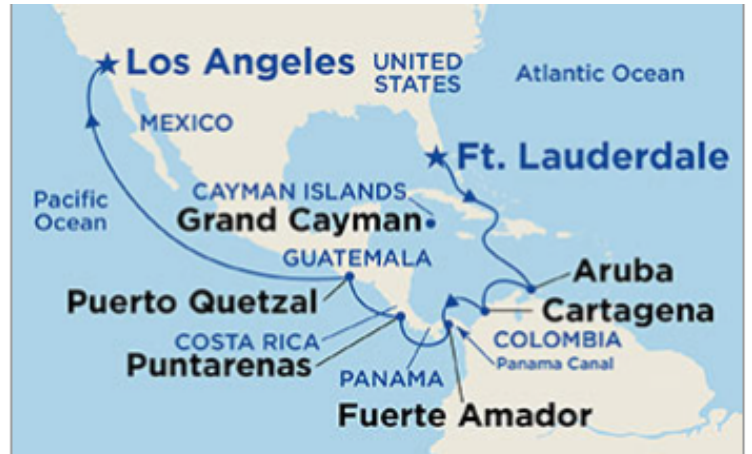 Los Angeles
UNITED
STATES
Atlantic Ocean
MEXICO
Ft. Lauderdale
Pacific
Ocean
CAYMAN ISLANDS
Grand Cayman
GUATEMALA
Aruba
Puerto Quetzal
Cartagena
COSTA RICA
COLOMBIA
Puntarenas
Panama Canal
PANAMA
Fuerte Amador